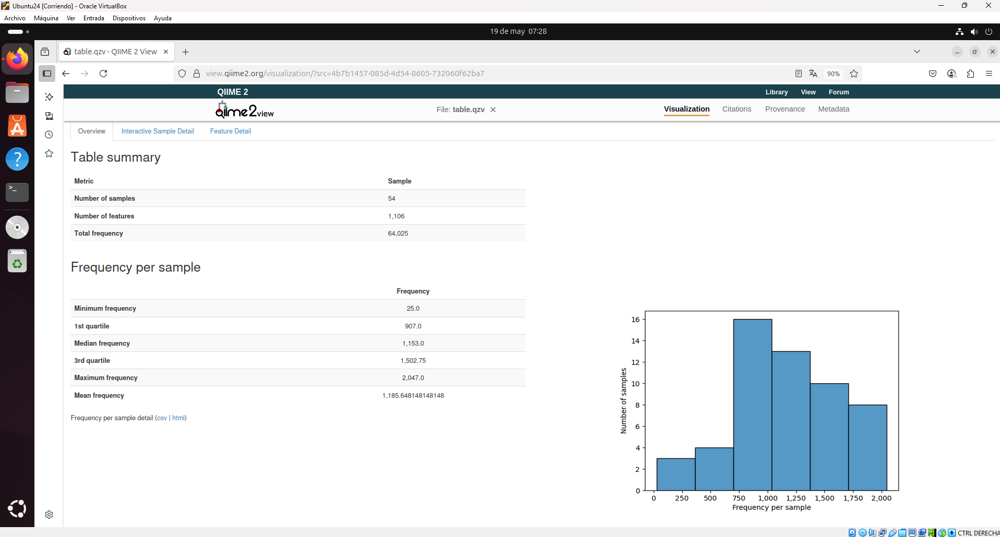 Ubuntu24 [Corriendo] - Oracle VirtualBox
Archivo Máquina Ver Entrada Dispositivos Ayuda
19 de may 07:28
table.qzv - QIIME 2 View
view.qiime2.org/visualization/?src=4b7b1457-085d-4d54-8605-732060f62ba7
90%
QIIME 2
Library View Forum
qiime2view
File: table.qzv
Visualization Citations Provenance Metadata
Overview Interactive Sample Detail Feature Detail
Table summary
Metric Sample
Number of samples 54
Number of features 1,106
Total frequency 64,025
Frequency per sample
Frequency
Minimum frequency 25.0
1st quartile 907.0
Median frequency 1,153.0
3rd quartile 1,502.75
Maximum frequency 2,047.0
Mean frequency 1,185.648148148148
Frequency per sample detail (csv | html)
16
14
12
10
8
6
4
2
0
Number of samples
0 250 500 750 1,000 1,250 1,500 1,750 2,000
Frequency per sample
CTRL DERECHA